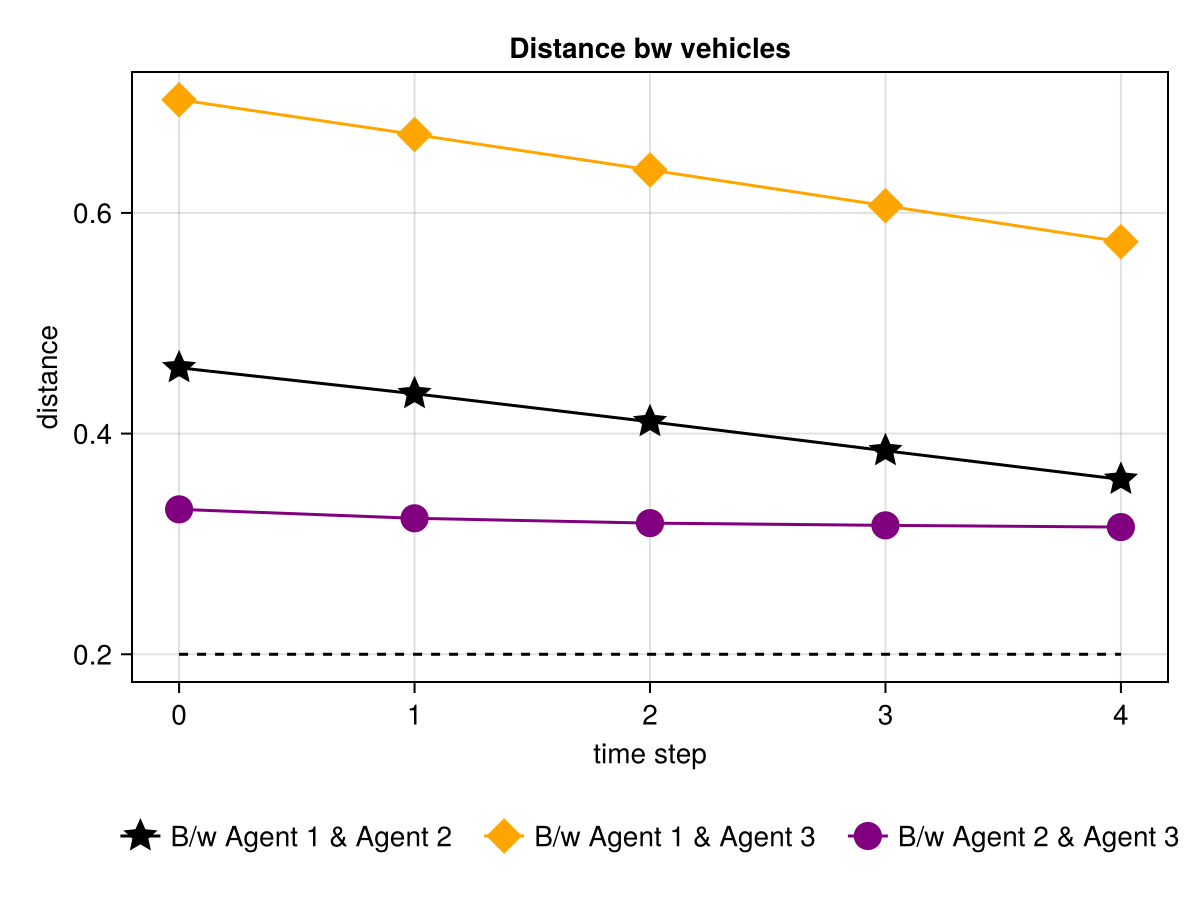 Distance bw vehicles
distance
0.6
0.4
0.2
0 1 2 3 4
time step
B/w Agent 1 & Agent 2 B/w Agent 1 & Agent 3 B/w Agent 2 & Agent 3